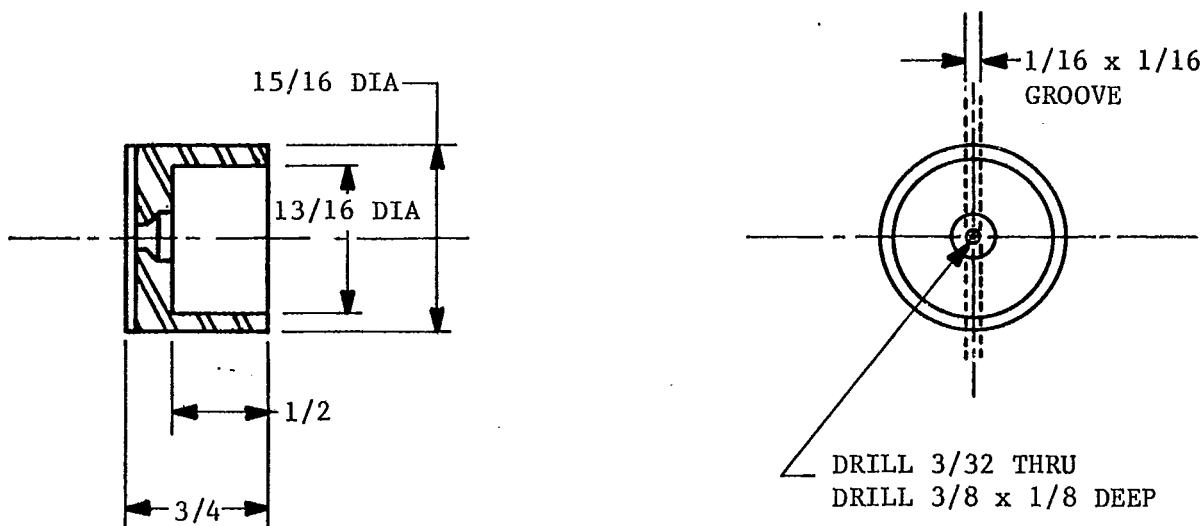 15/16 DIA
13/16 DIA
1/2
3/4
1/16 x 1/16
GROOVE
DRILL 3/32 THRU
DRILL 3/8 x 1/8 DEEP